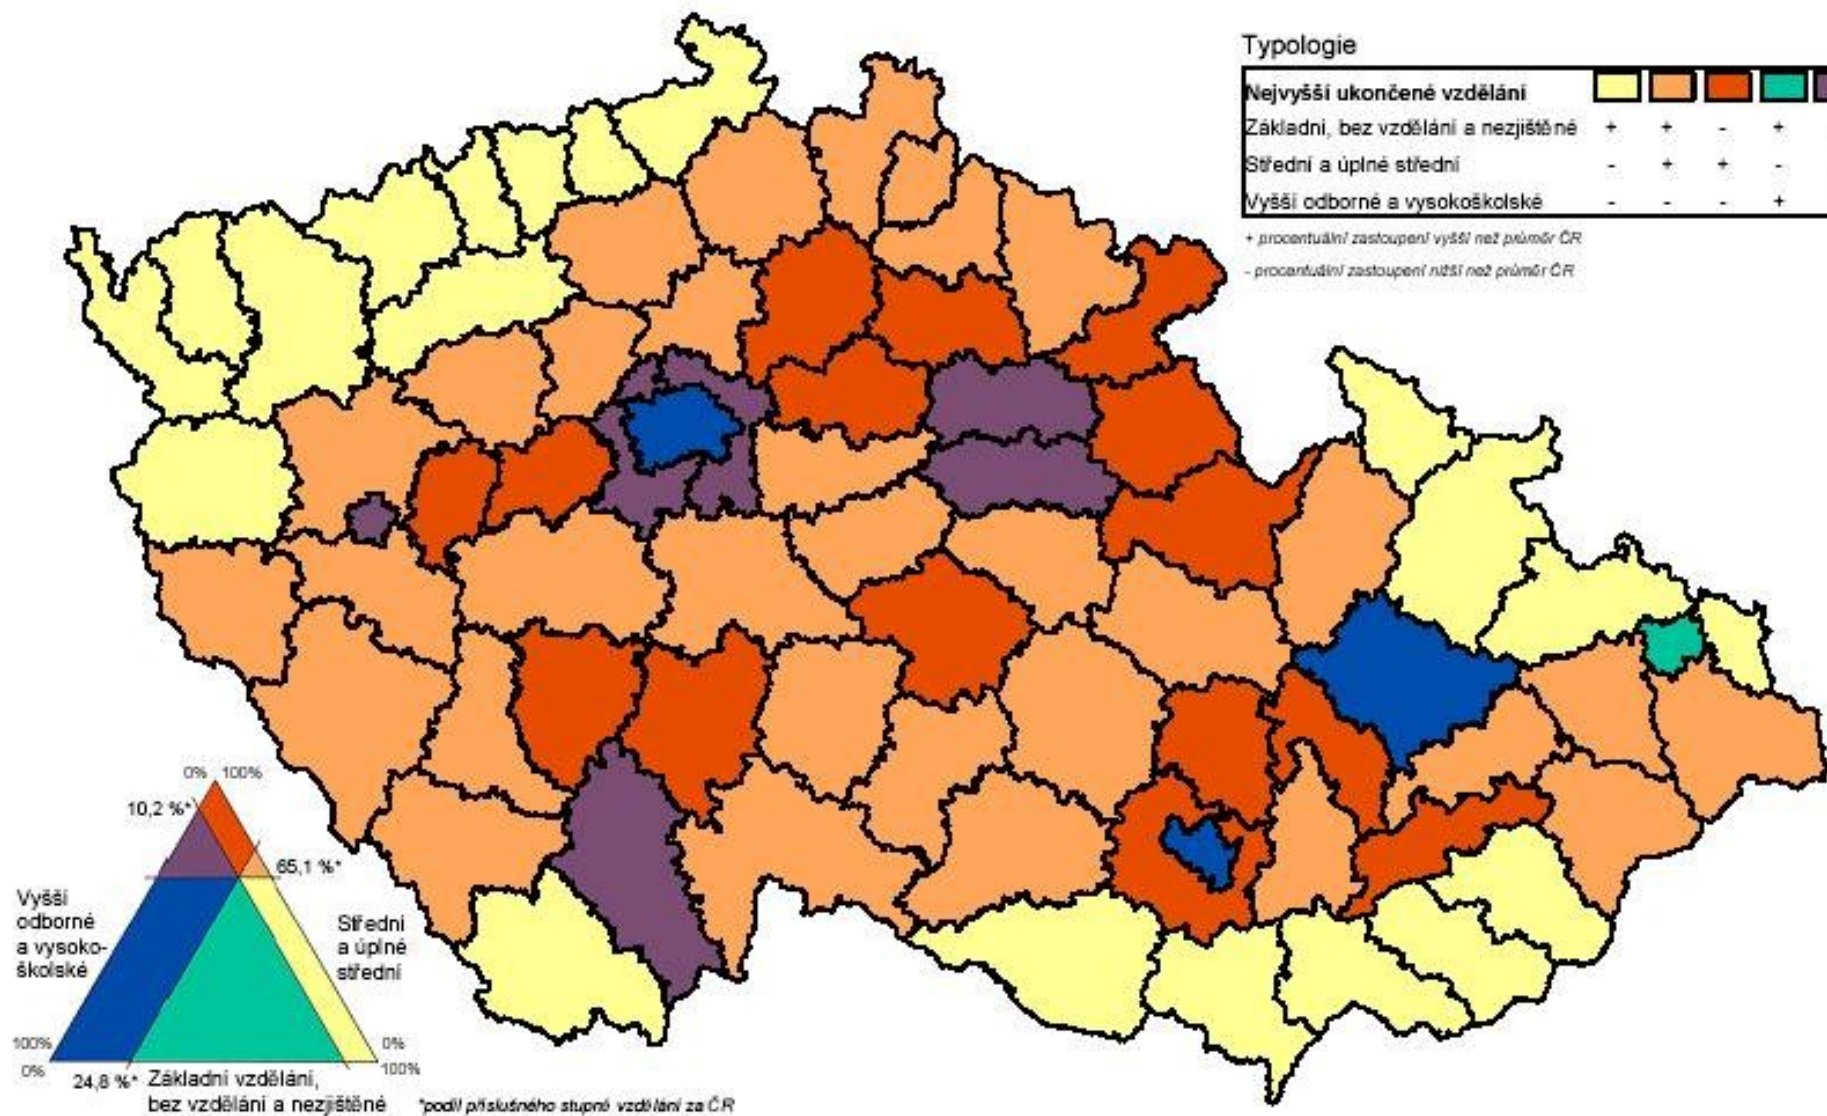 Typologie
Nejvyšší ukončené vzdělání
Základní, bez vzdělání a nezjištěné + + - +
Střední a úplné střední - + + -
Vyšší odborné a vysokoškolské - - - +
+ procentuální zastoupení vyšší než průměr ČR
- procentuální zastoupení nižší než průměr ČR
0% 100%
10,2 %*
65,1 %*
Vyšší
odborné
a vysoko-
školské
Střední
a úplné
střední
100%
0%
0%
100%
24,8 %*
Základní vzdělání,
bez vzdělání a nezjištěné
*podíl příslušného stupně vzdělání za ČR